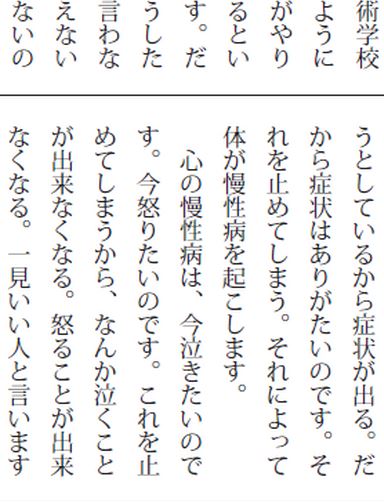 術学校
ように
がやり
るとい
す。だ
うした
言わな
えない
ないの
うとしているから症状が出る。だ
から症状はありがたいのです。そ
れを止めてしまう。それによって
体が慢性病を起こします。
　心の慢性病は、今泣きたいので
す。今怒りたいのです。これを止
めてしまうから、なんか泣くこと
が出来なくなる。怒ることが出来
なくなる。一見いい人と言います